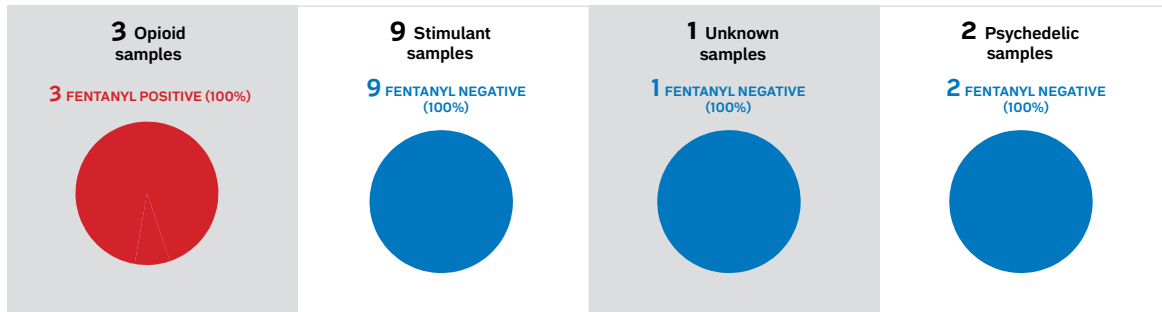 3 Opioid
samples
3 FENTANYL POSITIVE (100%)
9 Stimulant
samples
9 FENTANYL NEGATIVE
(100%)
1 Unknown
samples
1 FENTANYL NEGATIVE
(100%)
2 Psychedelic
samples
2 FENTANYL NEGATIVE
(100%)